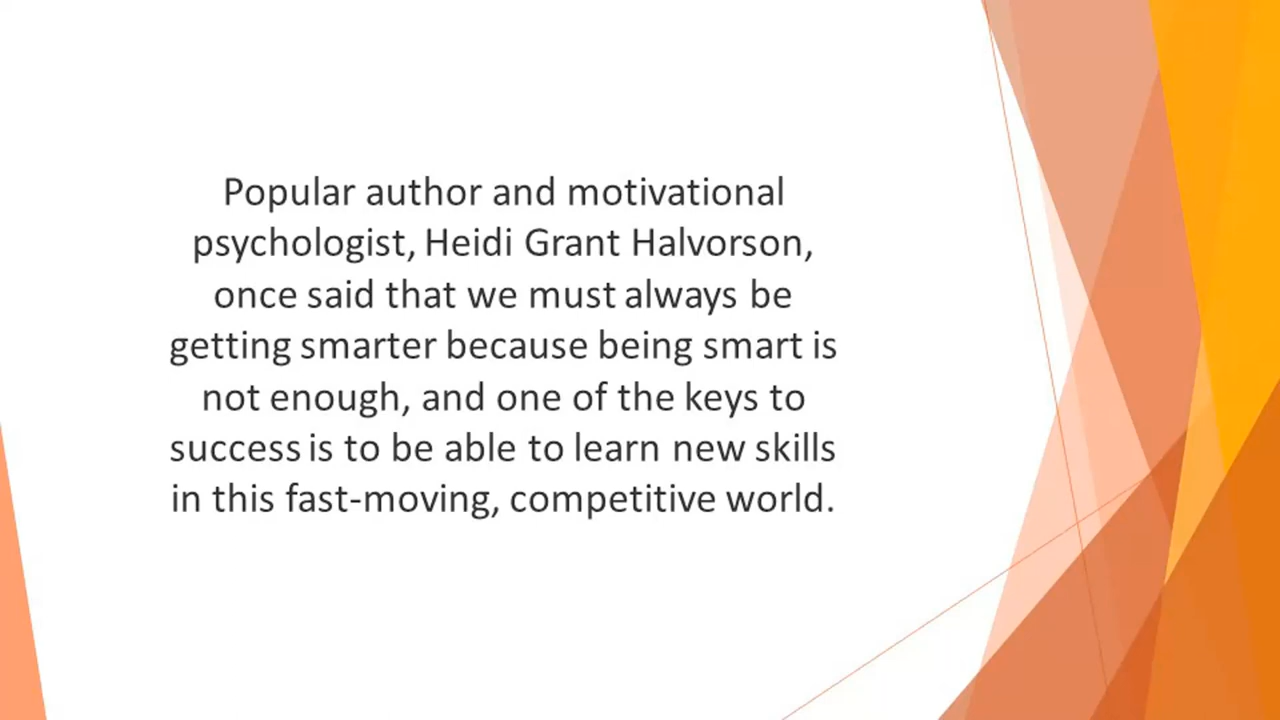 Popular author and motivational
psychologist, Heidi Grant Halvorson,
once said that we must always be
getting smarter because being smart is
not enough, and one of the keys to
success is to be able to learn new skills
in this fast-moving, competitive world.